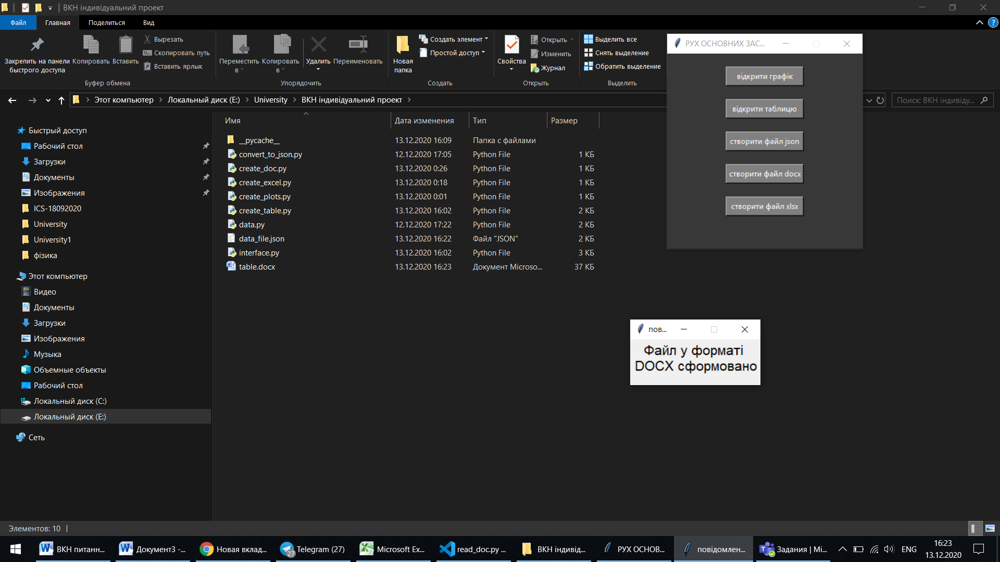 ВКН індивідуальний проект
Файл
Главная
Поделиться
Вид
Закрепить на панели
быстрого доступа
Копировать
Вставить
Вырезать
Скопировать путь
Вставить ярлык
Буфер обмена
Переместить
в
Копировать
в
Удалить
Переименовать
Упорядочить
Новая
папка
Создать элемент
Простой доступ
Создать
Свойства
Открыть
Изменить
Журнал
Открыть
Выделить все
Снять выделение
Обратить выделение
Выделить
РУХ ОСНОВНИХ ЗАС...
відкрити графік
відкрити таблицю
створити файл json
створити файл docx
створити файл xlsx
Этот компьютер
Локальный диск (E:)
University
ВКН індивідуальний проект
Поиск: ВКН індивіду...
Быстрый доступ
Рабочий стол
Загрузки
Документы
Изображения
ICS-18092020
University
University1
фізика
Этот компьютер
Видео
Документы
Загрузки
Изображения
Музыка
Объемные объекты
Рабочий стол
Локальный диск (C:)
Локальный диск (E:)
Сеть
Имя Дата изменения Тип Размер
__pycache__ 13.12.2020 16:09 Папка с файлами
convert_to_json.py 12.12.2020 17:05 Python File 1 КБ
create_doc.py 13.12.2020 0:26 Python File 1 КБ
create_excel.py 13.12.2020 0:18 Python File 1 КБ
create_plots.py 13.12.2020 0:01 Python File 1 КБ
create_table.py 13.12.2020 16:02 Python File 2 КБ
data.py 12.12.2020 17:22 Python File 2 КБ
data_file.json 13.12.2020 16:22 Файл "JSON" 2 КБ
interface.py 13.12.2020 16:02 Python File 3 КБ
table.docx 13.12.2020 16:23 Документ Microso... 37 КБ
пов...
Файл у форматі
DOCX сформовано
Элементов: 10
ВКН питанн...
Документ3 -...
Новая вклад...
27
Telegram (27)
Microsoft Ex...
read_doc.py ...
ВКН індивід...
РУХ ОСНОВ...
повідомлен...
Задания | Mi...
ENG
16:23
13.12.2020